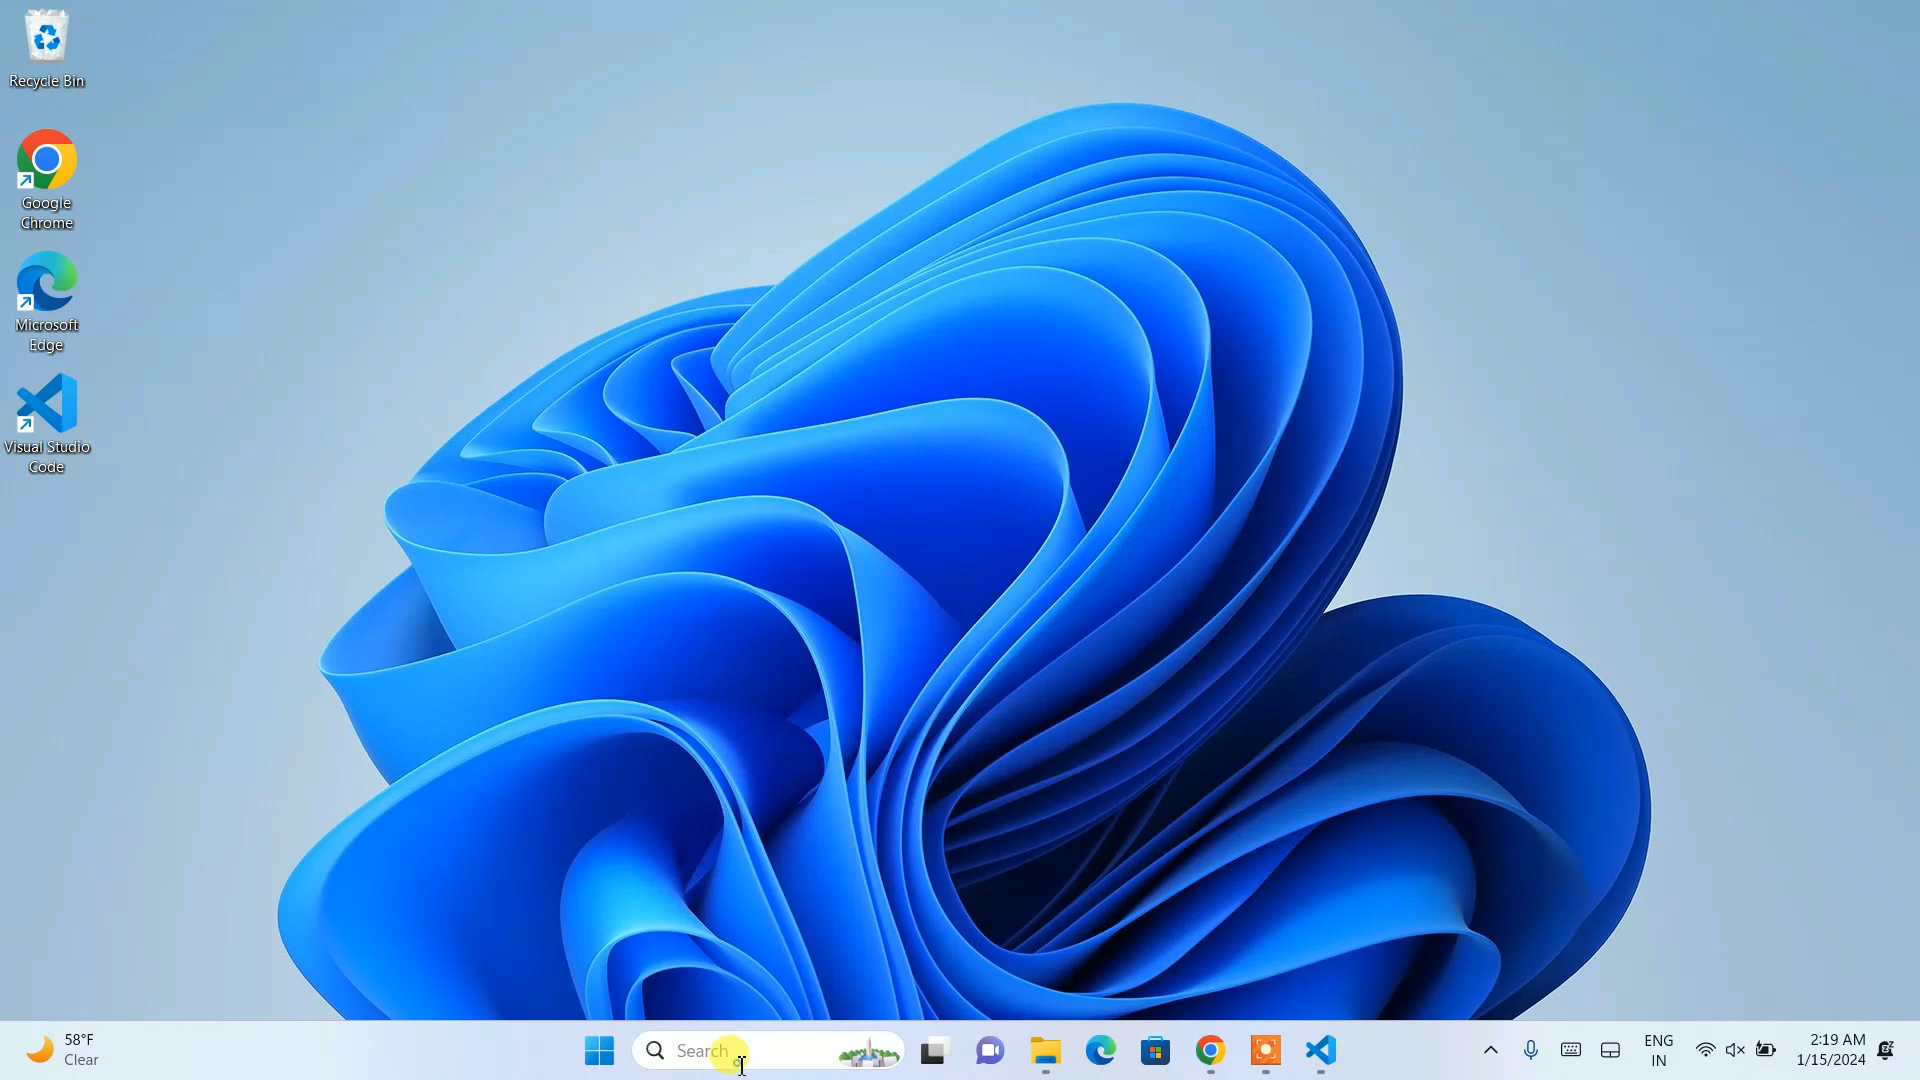 Recycle Bin
Google
Chrome
Microsoft
Edge
Visual Studio
Code
58°F
Clear
Search
ENG
IN
2:19 AM
1/15/2024